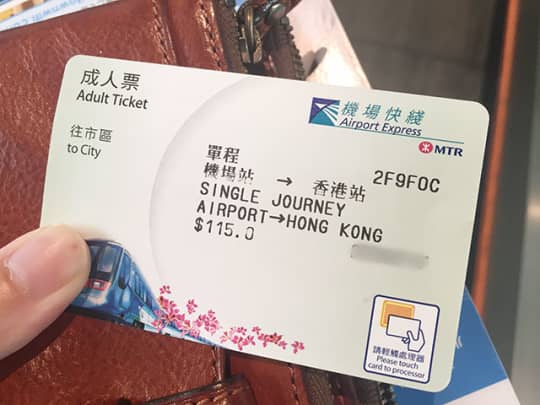 成人票
Adult Ticket
往市區
to City
機場快綫
Airport Express
MTR
單程
機場站 → 香港站 2F9F0C
SINGLE JOURNEY
AIRPORT→HONG KONG
$115.0
請輕觸處理器
Please touch
card to processor